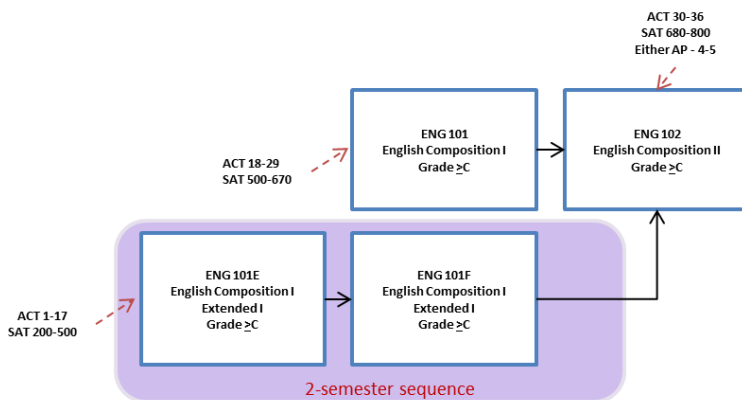 ACT 30-36
SAT 680-800
Either AP - 4-5
ENG 101
English Composition I
Grade >C
ENG 102
English Composition II
Grade >C
ACT 18-29
SAT 500-670
ENG 101E
English Composition I
Extended I
Grade >C
ENG 101F
English Composition I
Extended I
Grade >C
ACT 1-17
SAT 200-500
2-semester sequence